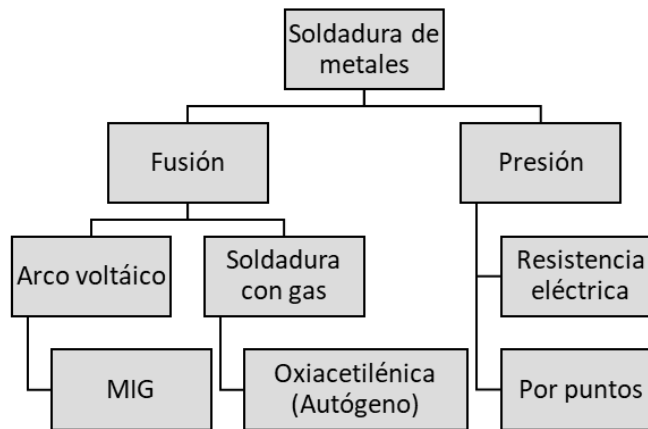 Soldadura de
metales
Fusión
Presión
Arco voltáico
Soldadura
con gas
Resistencia
eléctrica
MIG
Oxiacetilénica
(Autógeno)
Por puntos